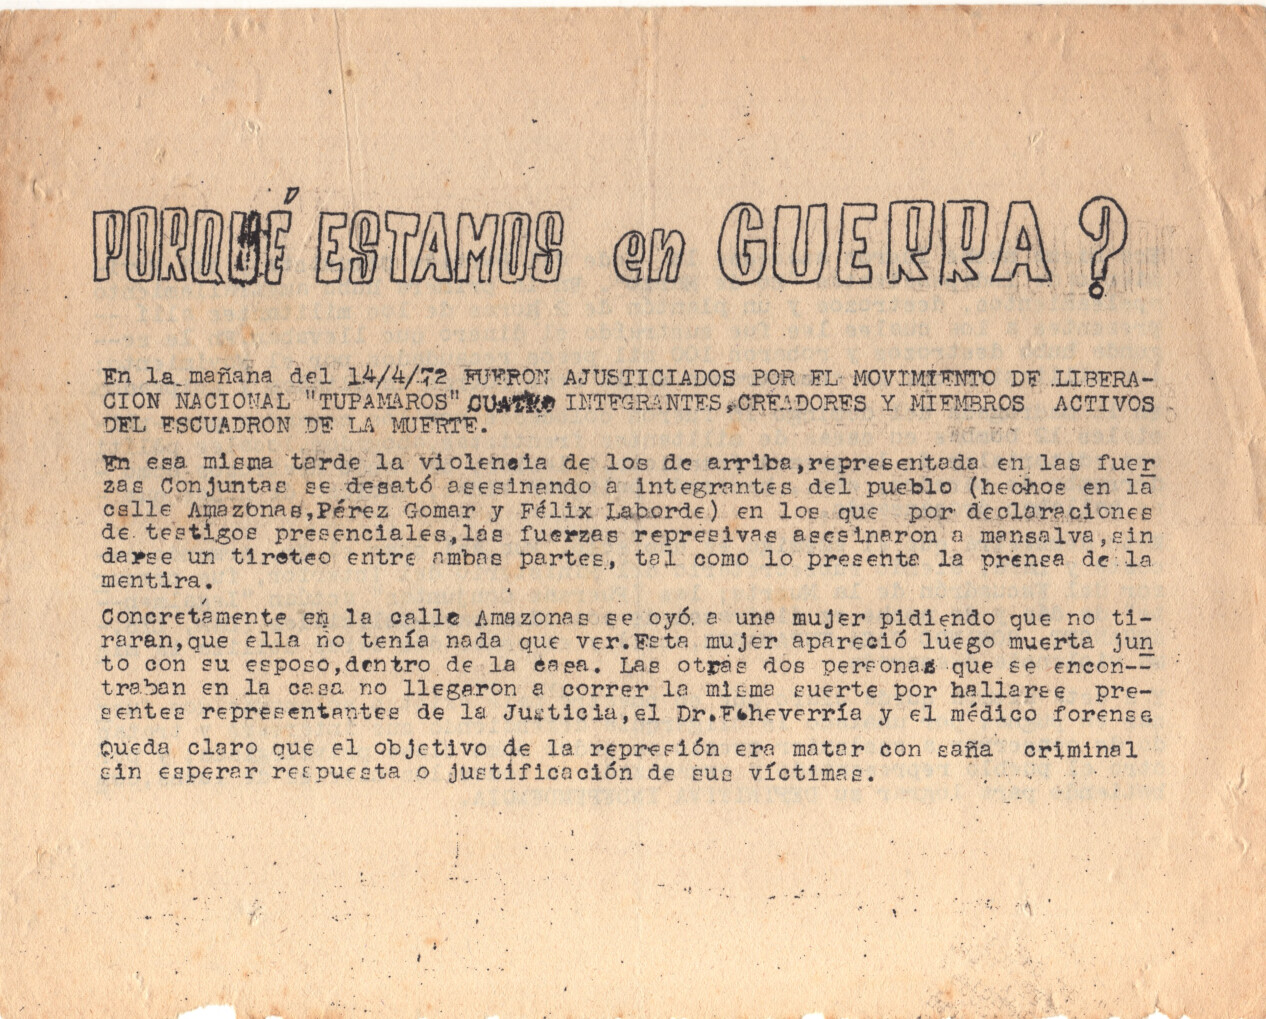 PORQUÉ ESTAMOS en GUERRA?
En la mañana del 14/4/72 FUERON AJUSTICIADOS POR EL MOVIMIENTO DE LIBERA-
CION NACIONAL "TUPAMAROS" CUATRO INTEGRANTES, CREADORES Y MIEMBROS ACTIVOS
DEL ESCUADRON DE LA MUERTE.
En esa misma tarde la violencia de los de arriba,representada en las fuer
zas Conjuntas se desató asesinando a integrantes del pueblo (hechos en la
calle Amazonas,Pérez Gomar y Félix Laborde) en los que por declaraciones
de testigos presenciales,las fuerzas represivas asesinaron a mansalva,sin
darse un tiroteo entre ambas partes, tal como lo presenta la prensa de la
mentira.
Concretamente en la calle Amazonas se oyó a una mujer pidiendo que no ti-
raran,que ella no tenía nada que ver.Esta mujer apareció luego muerta jun
to con su esposo,dentro de la casa. Las otras dos personas que se encon--
traban en la casa no llegaron a correr la misma suerte por hallarse pre-
sentes representantes de la Justicia,el Dr.Echeverría y el médico forense
Queda claro que el objetivo de la represión era matar con saña criminal
sin esperar respuesta o justificación de sus víctimas.